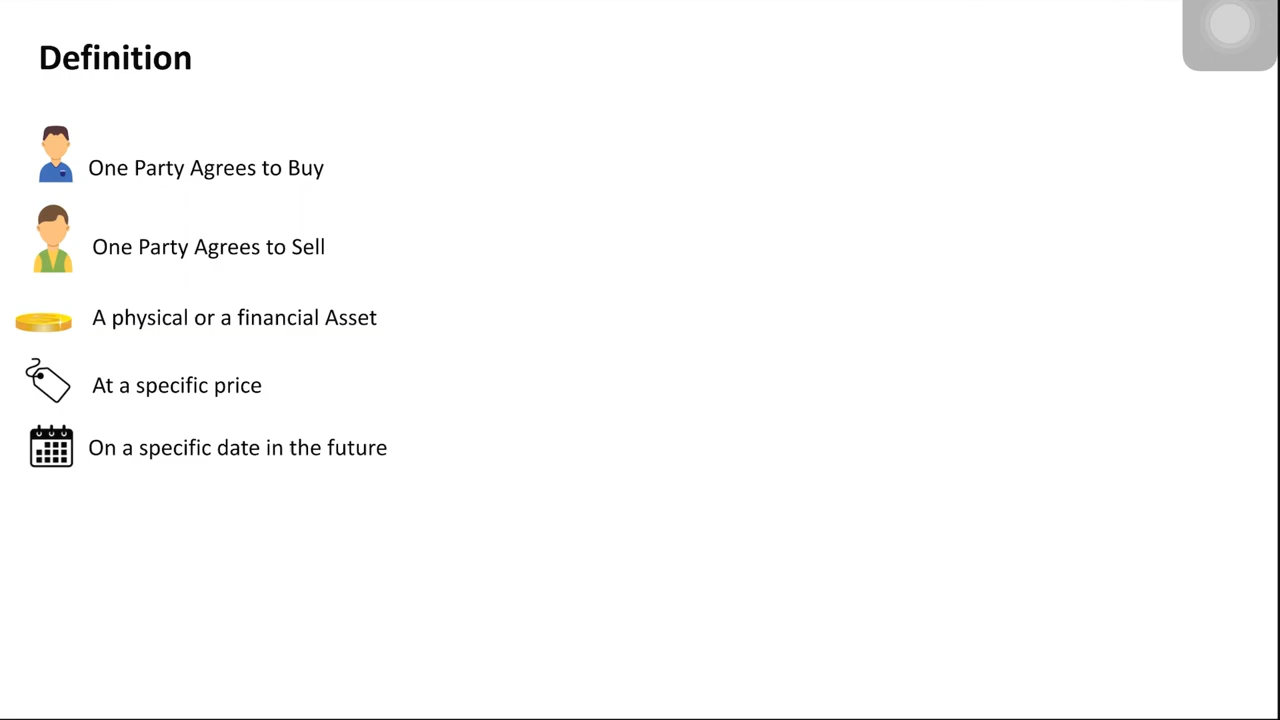 Definition
One Party Agrees to Buy
One Party Agrees to Sell
A physical or a financial Asset
At a specific price
On a specific date in the future